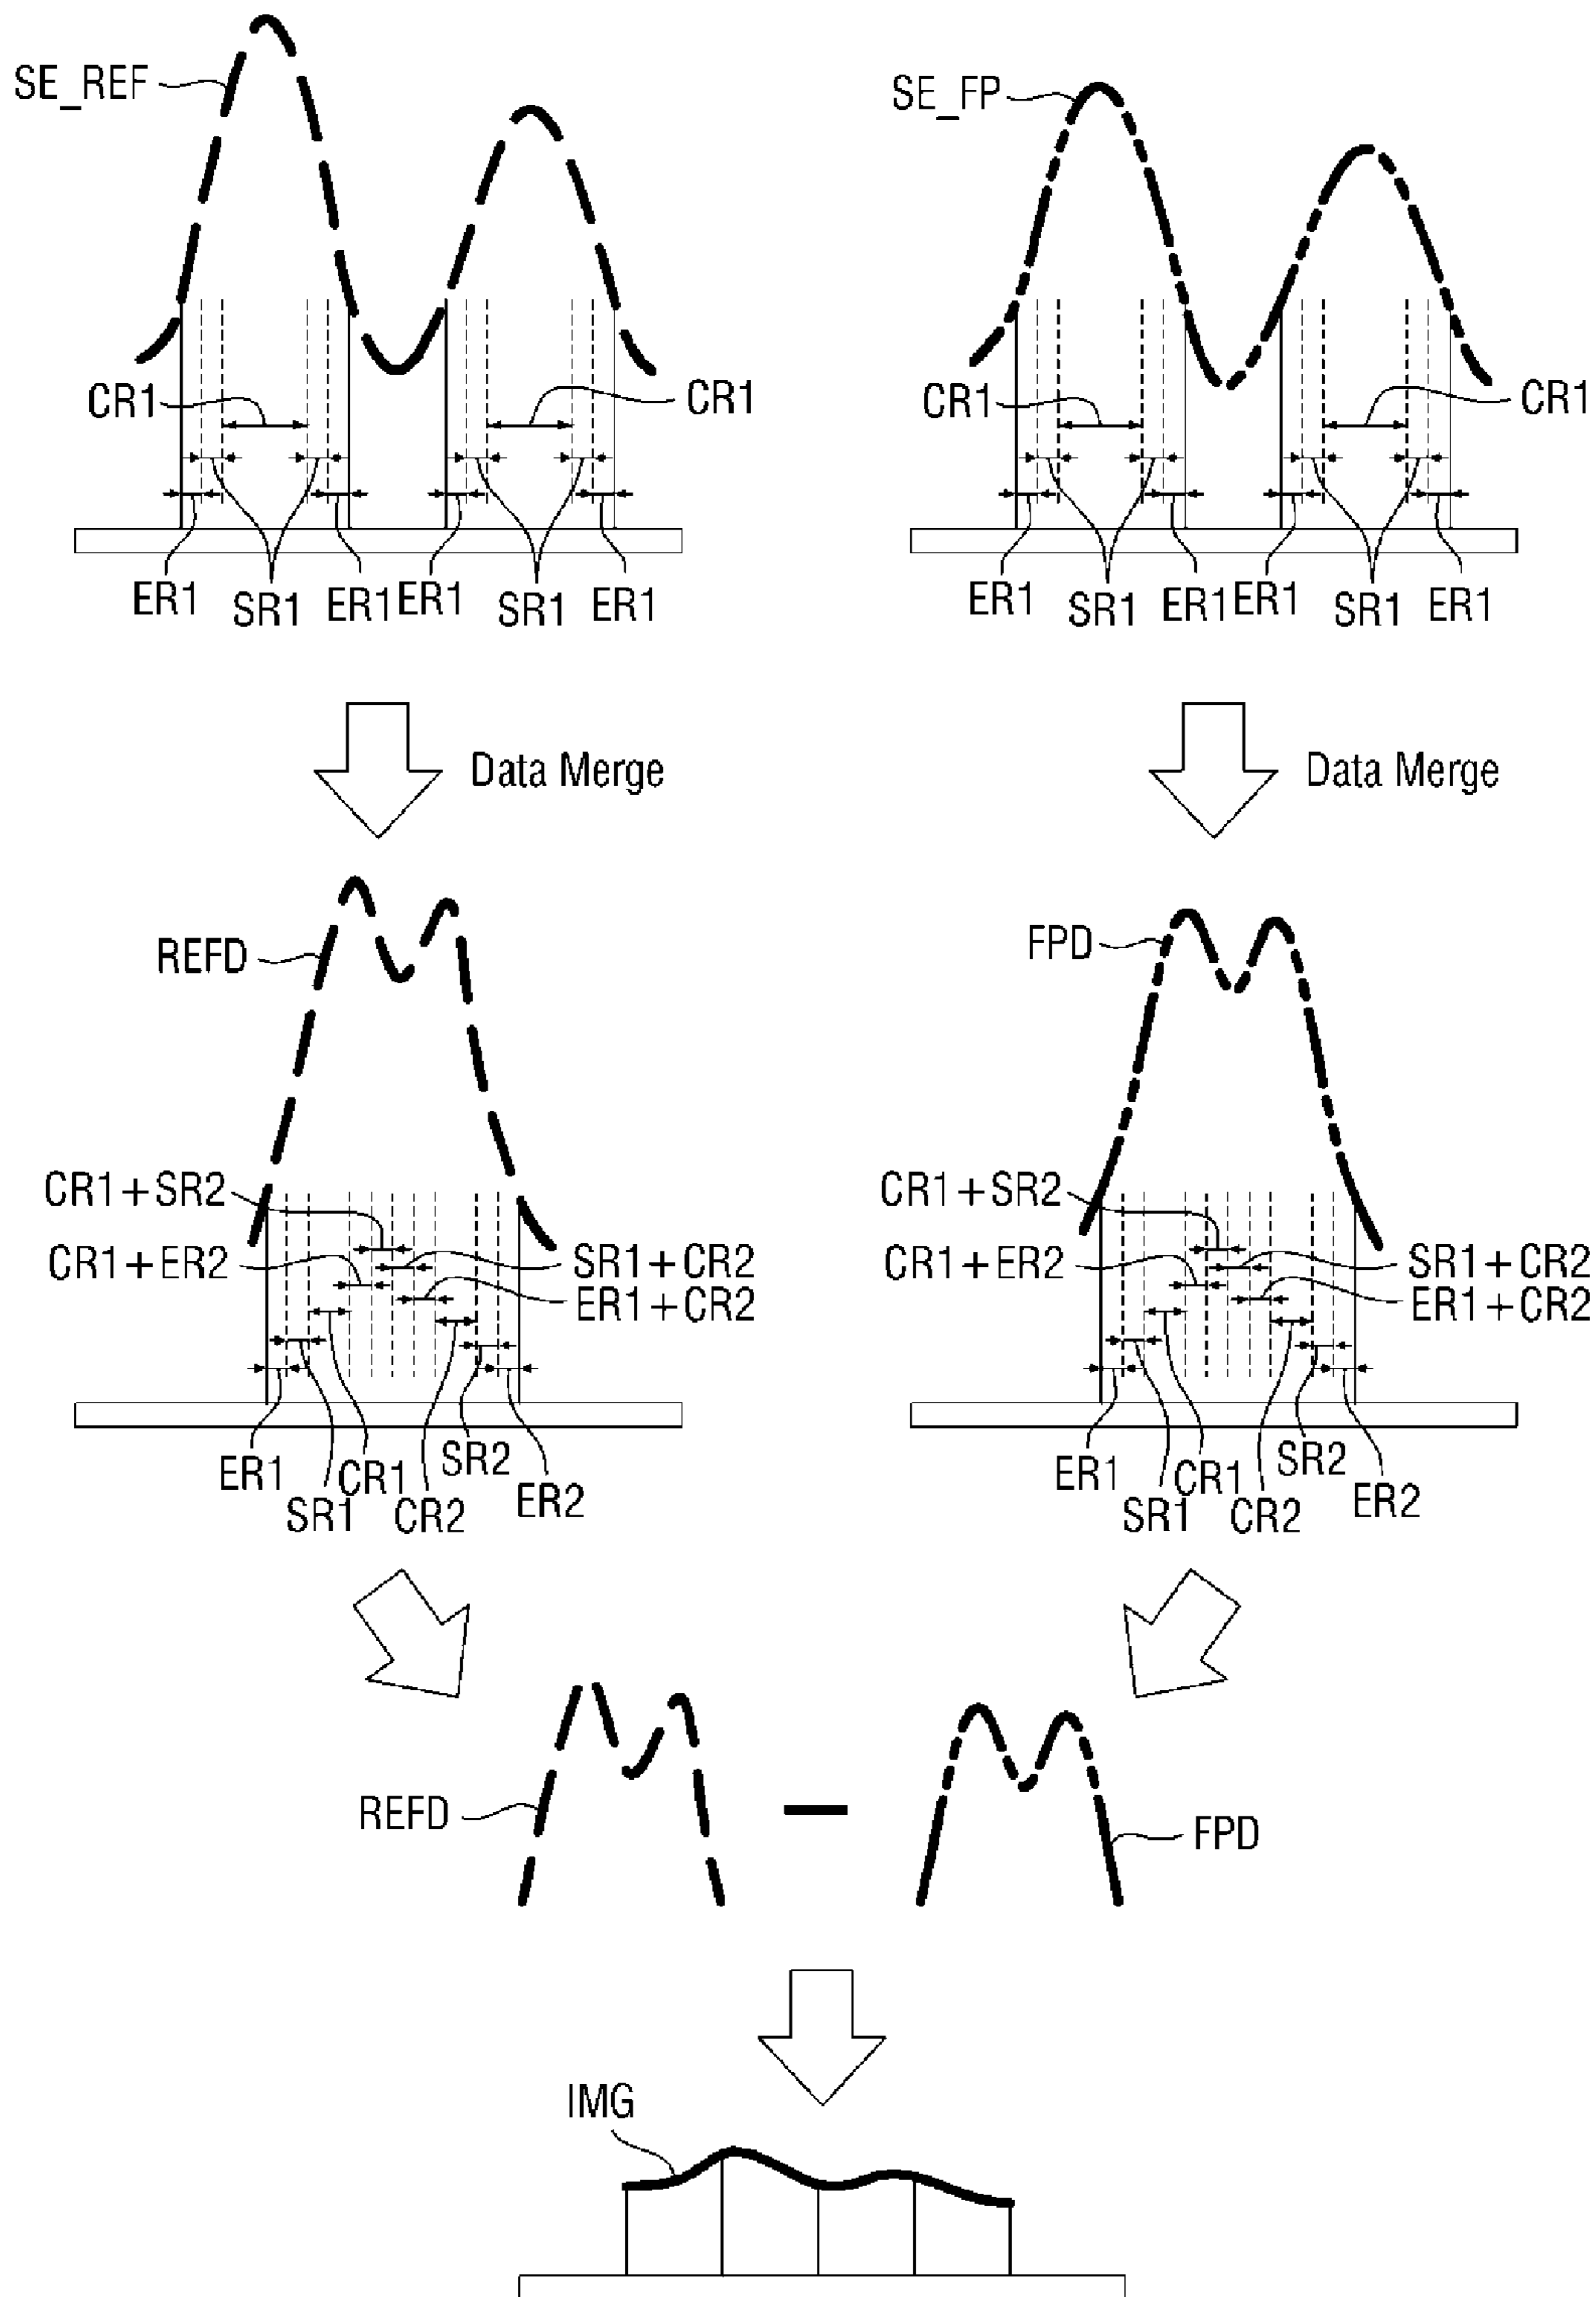 SE_REF
SE_FP
CR1
CR1
CR1
CR1
ER1
SR1
ER1
ER1
SR1
ER1
ER1
SR1
ER1
ER1
SR1
ER1
Data Merge
Data Merge
REFD
FPD
CR1+SR2
CR1+ER2
SR1+CR2
ER1+CR2
CR1+SR2
CR1+ER2
SR1+CR2
ER1+CR2
ER1
SR1
CR1
CR2
SR2
ER2
ER1
SR1
CR1
CR2
SR2
ER2
REFD
FPD
IMG